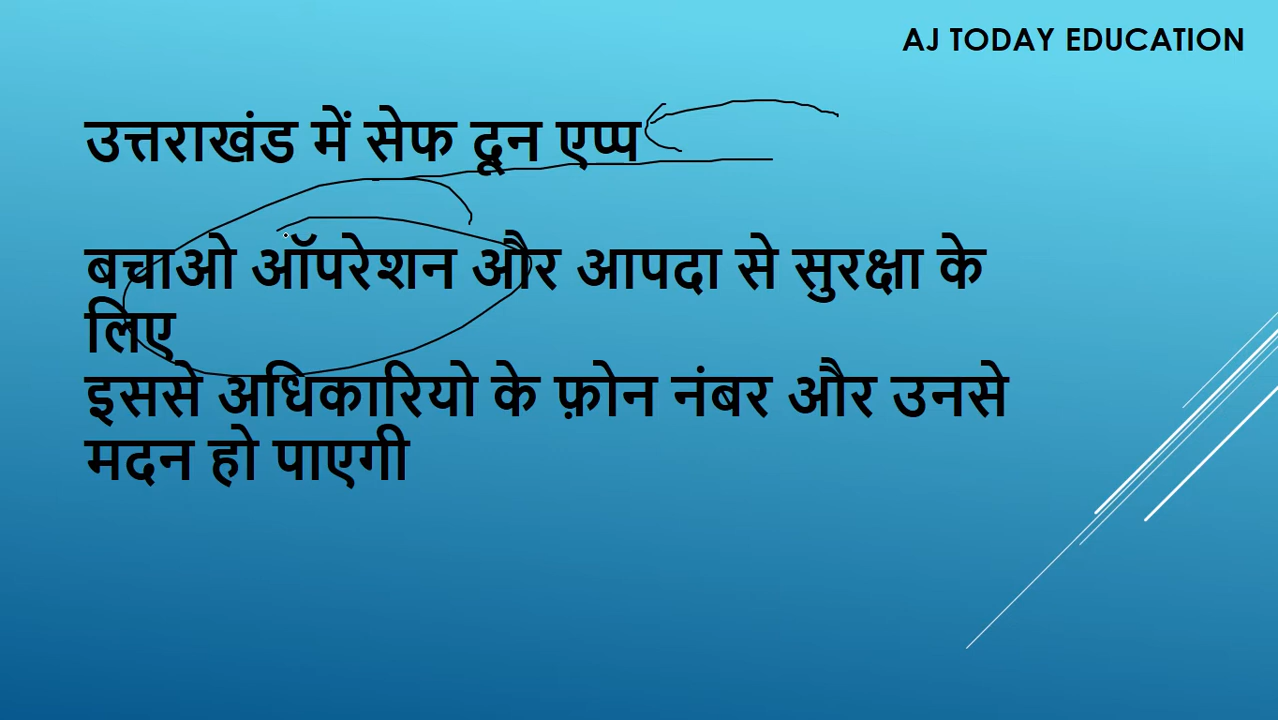 AJ TODAY EDUCATION
उत्तराखंड में सेफ दून एप्प
बचाओ ऑपरेशन और आपदा से सुरक्षा के
लिए
इससे अधिकारियो के फ़ोन नंबर और उनसे
मदन हो पाएगी